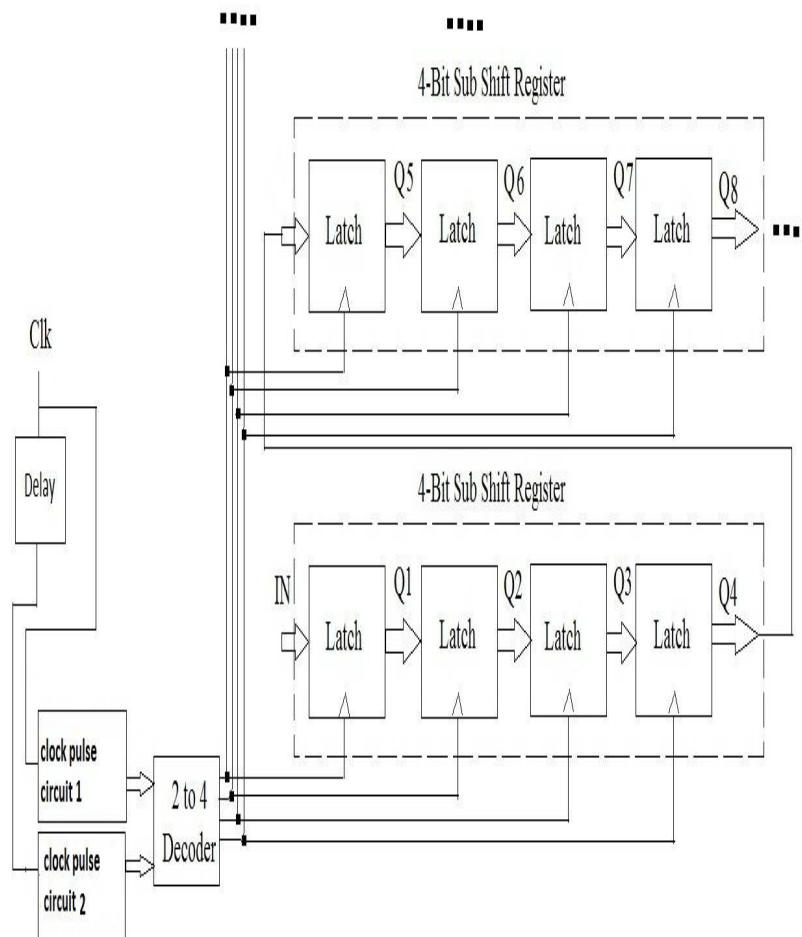 4-Bit Sub Shift Register
Q5
Q6
Q7
Q8
Latch
Latch
Latch
Latch
Clk
Delay
4-Bit Sub Shift Register
IN
Q1
Q2
Q3
Q4
Latch
Latch
Latch
Latch
clock pulse
circuit 1
2 to 4
Decoder
clock pulse
circuit 2